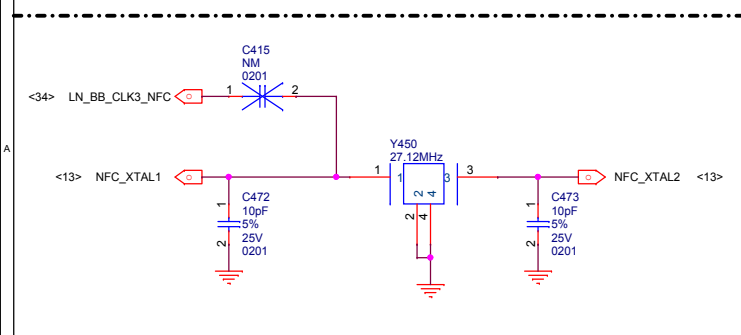 C415
NM
0201
<34> LN_BB_CLK3_NFC
1 2
A
Y450
27.12MHz
<13> NFC_XTAL1
1 1 3 3
NFC_XTAL2 <13>
2 4
2 4
C472
10pF
5%
25V
0201
1
2
C473
10pF
5%
25V
0201
1
2